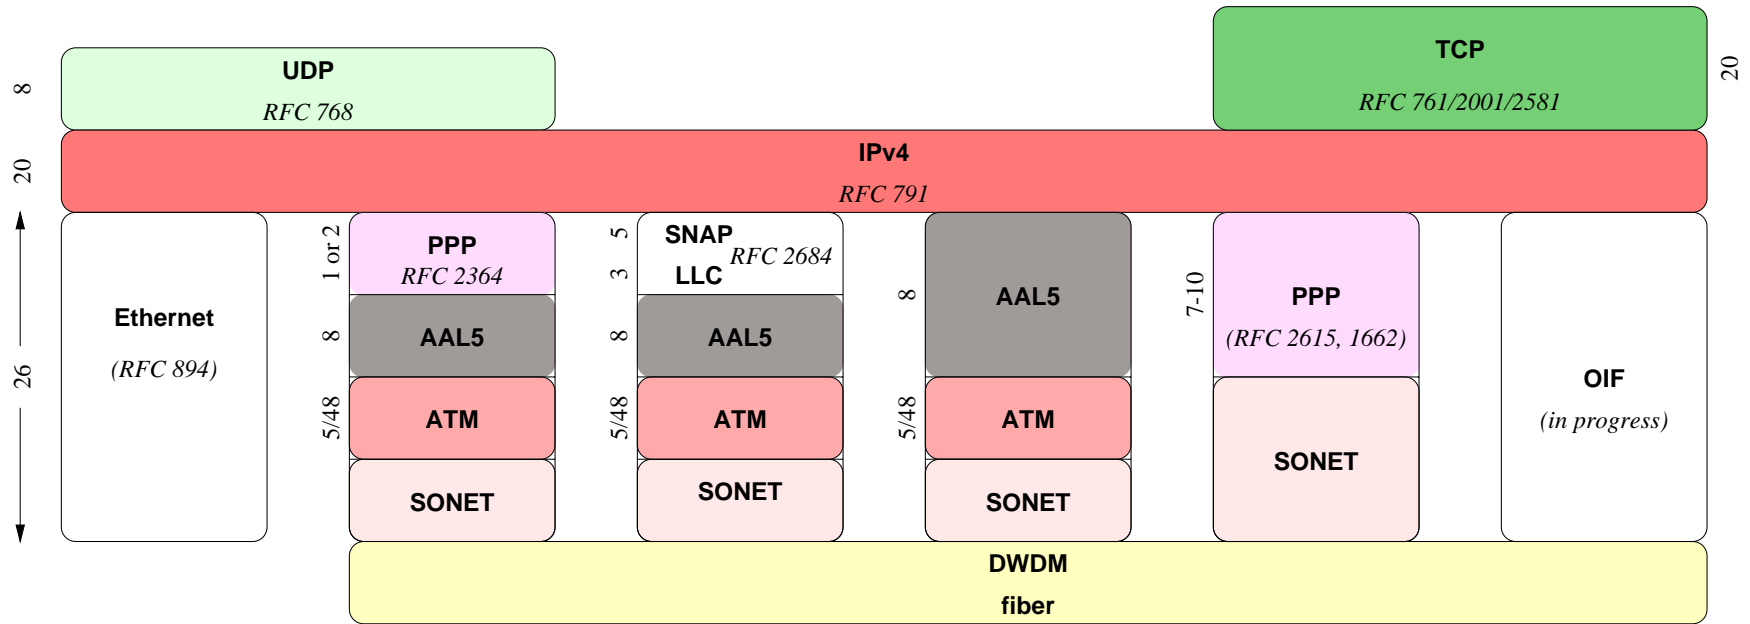 UDP
RFC 768
8
TCP
RFC 761/2001/2581
20
IPv4
RFC 791
20
26
Ethernet
(RFC 894)
1 or 2
PPP
RFC 2364
8
AAL5
5/48
ATM
SONET
5
SNAP
RFC 2684
3
LLC
8
AAL5
5/48
ATM
SONET
8
AAL5
5/48
ATM
SONET
7-10
PPP
(RFC 2615, 1662)
SONET
OIF
(in progress)
DWDM
fiber